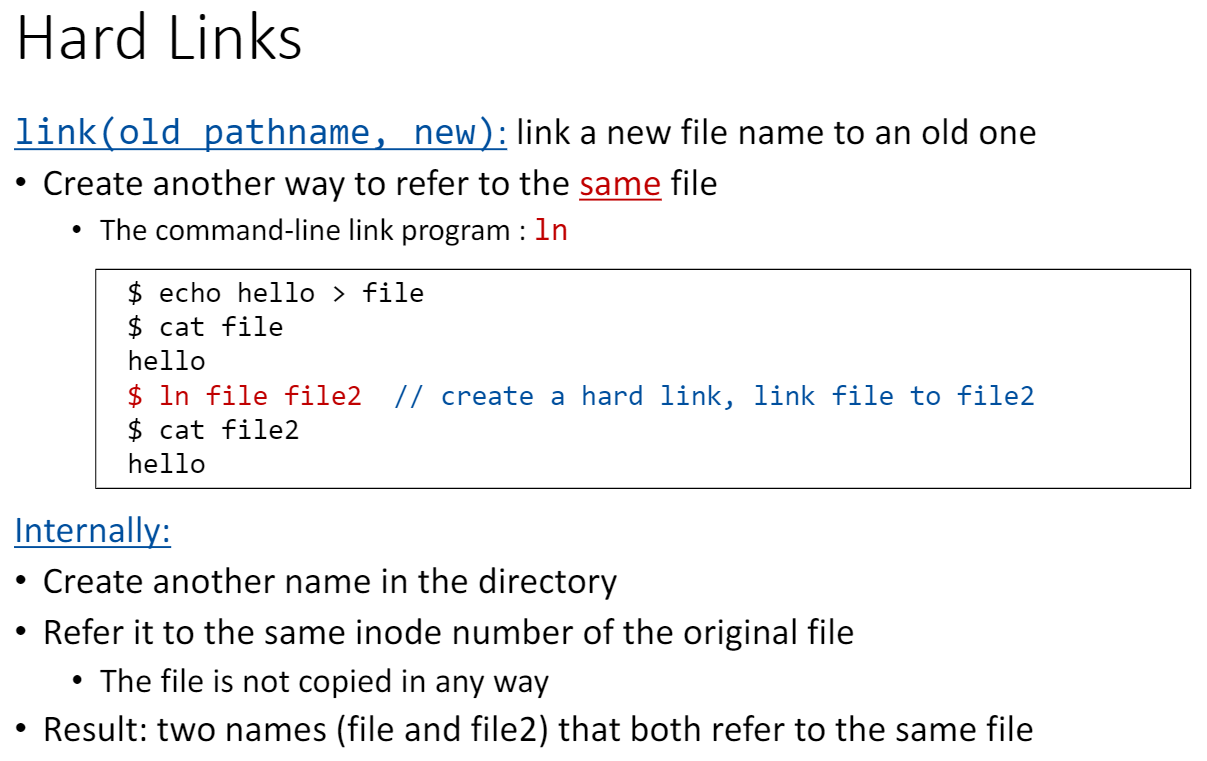 Hard Links
link(old pathname, new): link a new file name to an old one
• Create another way to refer to the same file
• The command-line link program : ln
$ echo hello > file
$ cat file
hello
$ ln file file2 // create a hard link, link file to file2
$ cat file2
hello
Internally:
• Create another name in the directory
• Refer it to the same inode number of the original file
• The file is not copied in any way
• Result: two names (file and file2) that both refer to the same file